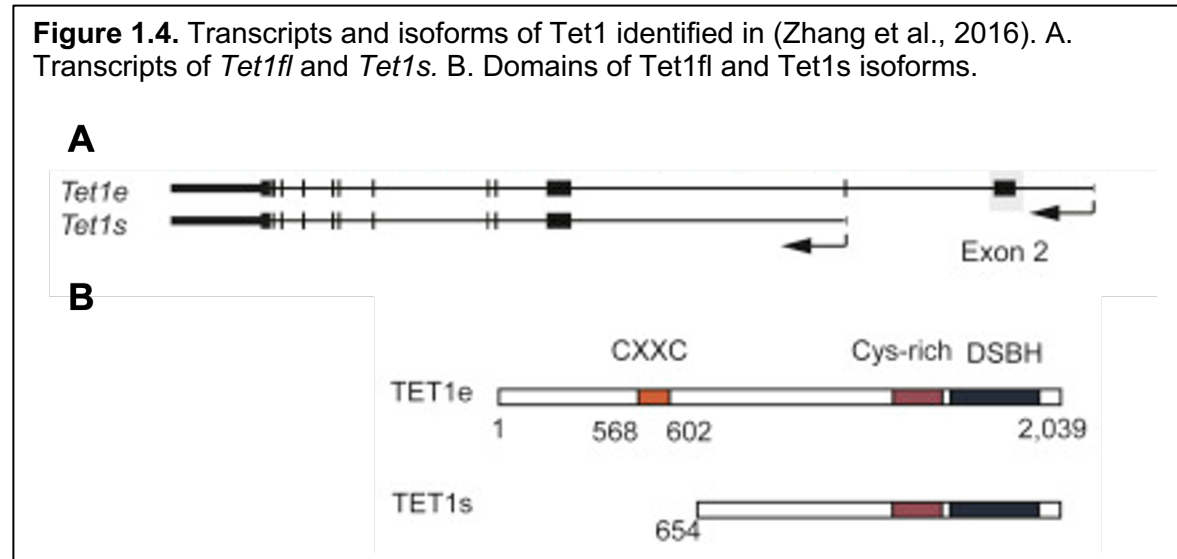 Figure 1.4. Transcripts and isoforms of Tet1 identified in (Zhang et al., 2016). A.
Transcripts of Tet1fl and Tet1s. B. Domains of Tet1fl and Tet1s isoforms.
A
Tet1e
Tet1s
Exon 2
B
CXXC Cys-rich DSBH
TET1e
1 568 602 2,039
TET1s
654